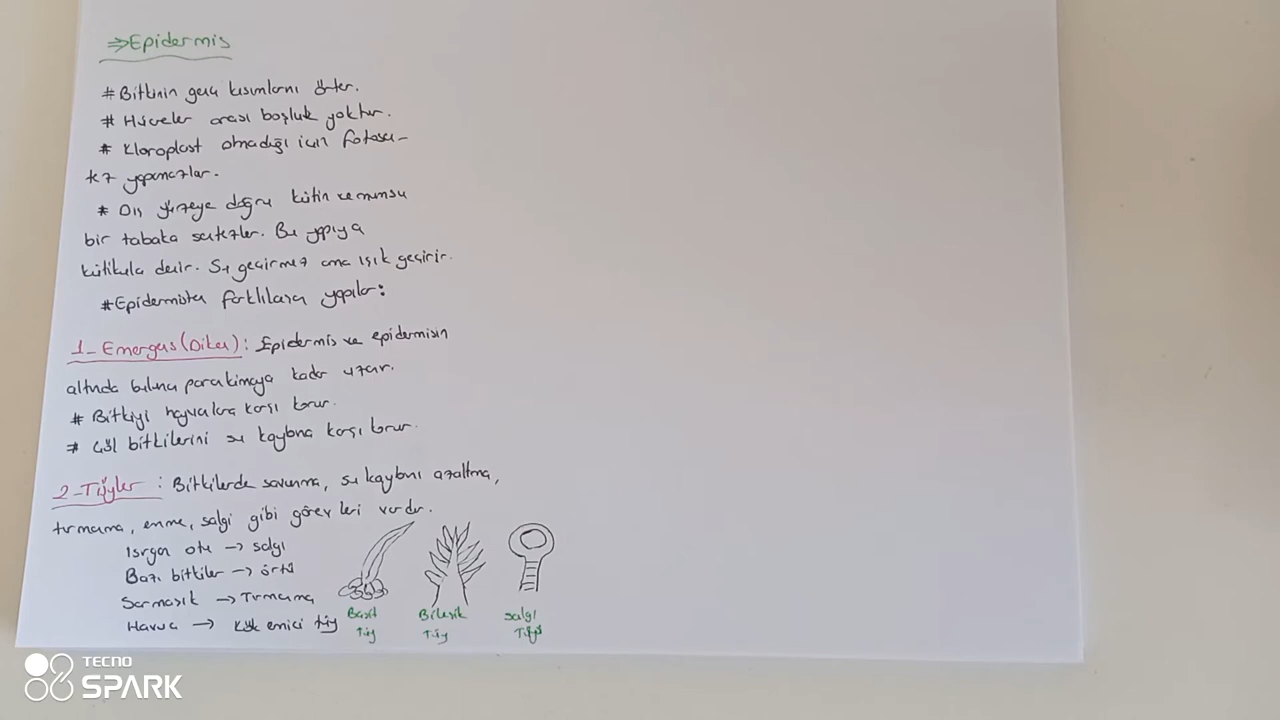 ⇒Epidermis
# Bitkinin genç kısımlarını örter.
# Hücreler arası boşluk yoktur.
* Kloroplast olmadığı için fotosen-
tez yapamazlar.
* Dış yüzeye doğru kütin ve mumsu
bir tabaka sentezler. Bu yapıya
kütikula denir. Su geçirmez ama ışık geçirir.
#Epidermisten farklılaşan yapılar:
1- Emergens(Diken): Epidermis ve epidermisin
altında bulunan parankimaya kadar uzanır.
# Bitkiyi hayvanlara karşı korur.
# Çöl bitkilerini su kaybına karşı korur.
2-Tüyler : Bitkilerde savunma, su kaybını azaltma,
tırmanma, emme, salgı gibi görevleri vardır.
Isırgan otu → salgı
Bazı bitkiler → örtü
Sarmaşık → Tırmanma
Havuç → kök emici tüy
Basit Bileşik Salgı
Tüy Tüy Tüyü
TECNO
SPARK